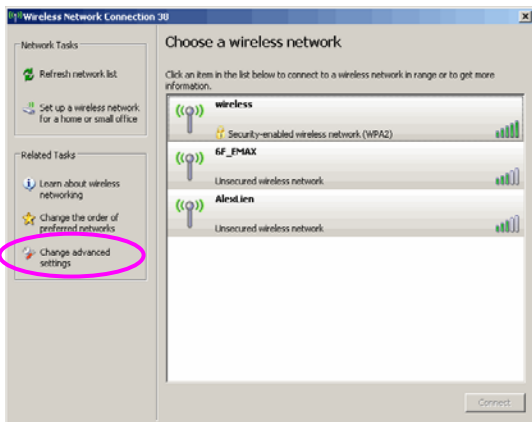 Wireless Network Connection 30
Network Tasks
Refresh network list
Set up a wireless network
for a home or small office
Related Tasks
Learn about wireless
networking
Change the order of
preferred networks
Change advanced
settings
Choose a wireless network
Click an item in the list below to connect to a wireless network in range or to get more
information.
wireless
Security-enabled wireless network (WPA2)
6F_EMAX
Unsecured wireless network
AlexLien
Unsecured wireless network
Connect